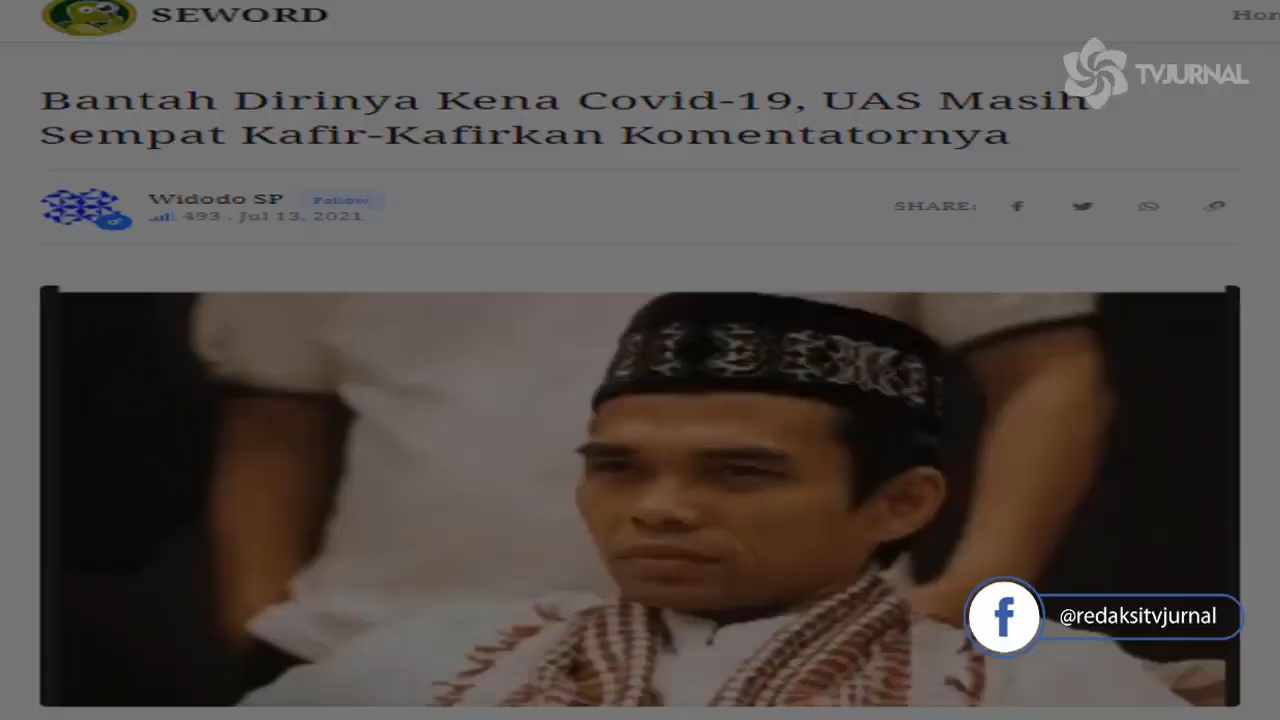 SEWORD
TVJURNAL
Bantah Dirinya Kena Covid-19, UAS Masih
Sempat Kafir-Kafirkan Komentatornya
Widodo SP Follow
493 . Jul 13, 2021
SHARE:
@redaksitvjurnal